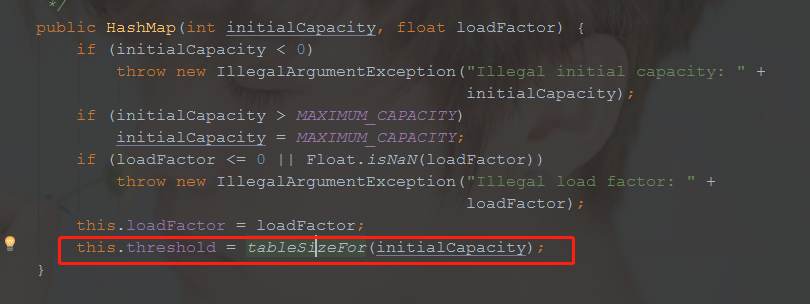 */
public HashMap(int initialCapacity, float loadFactor) {
if (initialCapacity < 0)
throw new IllegalArgumentException("Illegal initial capacity: " +
initialCapacity);
if (initialCapacity > MAXIMUM_CAPACITY)
initialCapacity = MAXIMUM_CAPACITY;
if (loadFactor <= 0 || Float.isNaN(loadFactor))
throw new IllegalArgumentException("Illegal load factor: " +
loadFactor);
this.loadFactor = loadFactor;
this.threshold = tableSizeFor(initialCapacity);
}